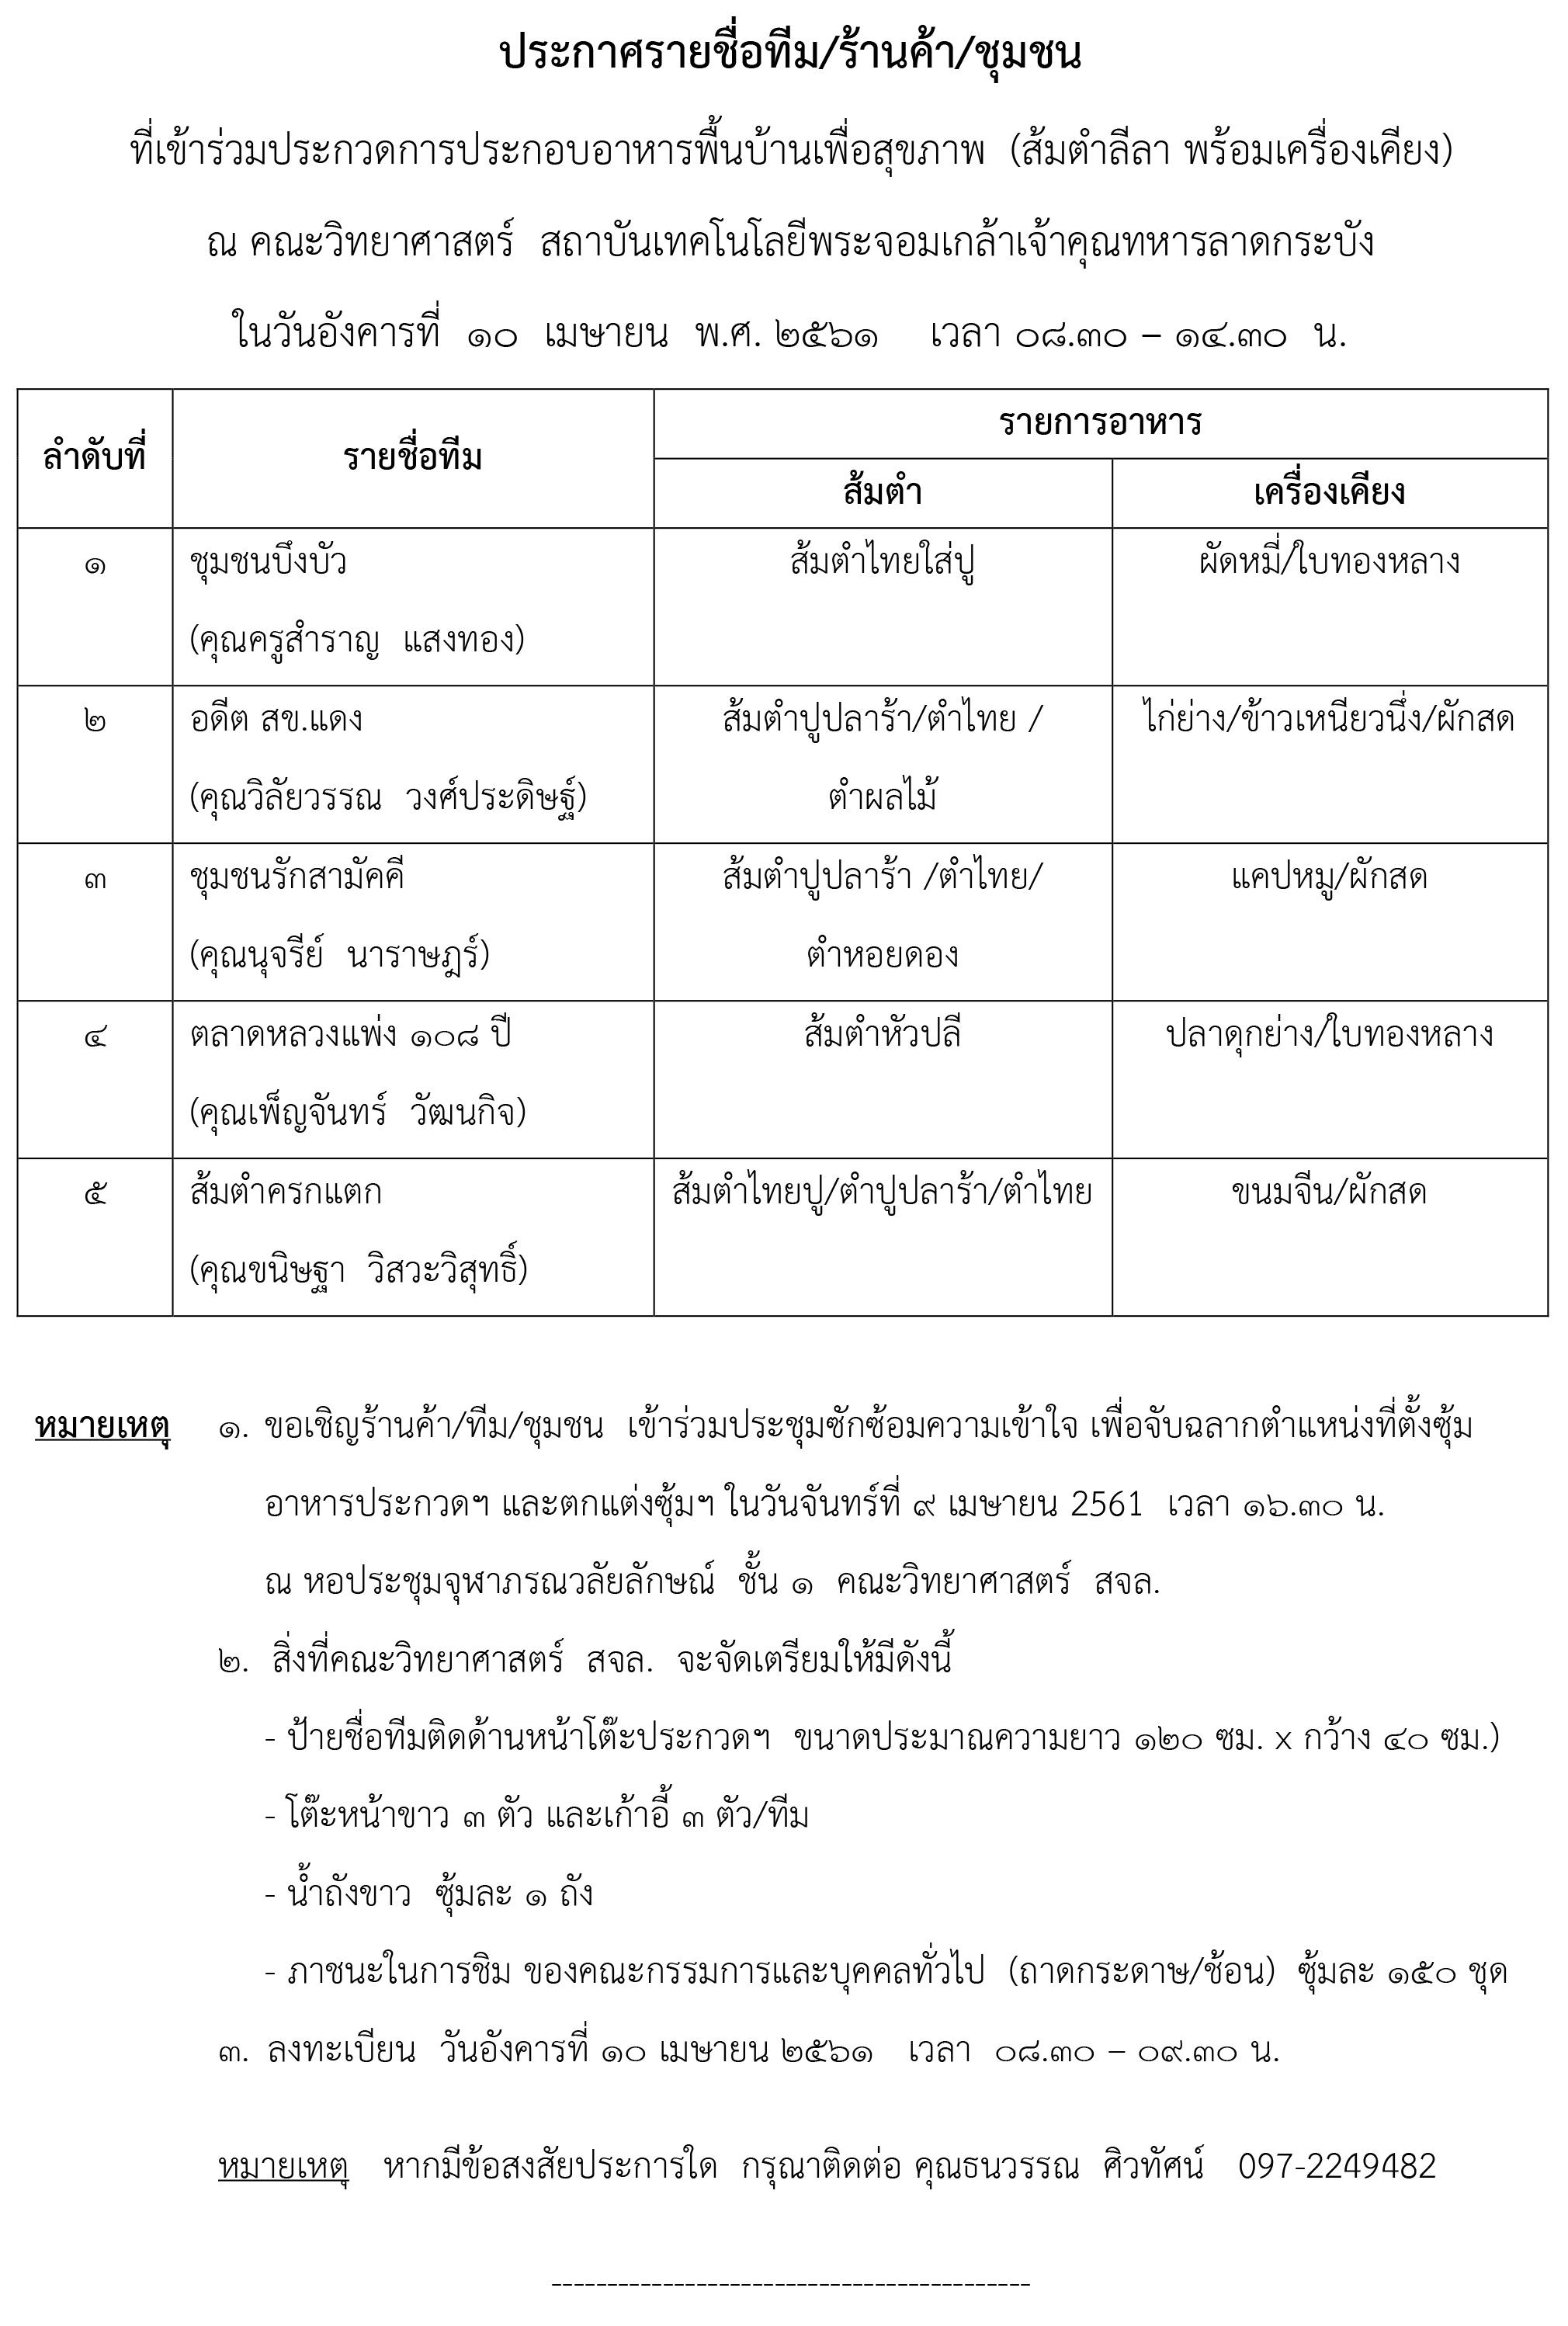 ประกาศรายชื่อทีม/ร้านค้า/ชุมชน
ที่เข้าร่วมประกวดการประกอบอาหารพื้นบ้านเพื่อสุขภาพ (ส้มตำลีลา พร้อมเครื่องเคียง)
ณ คณะวิทยาศาสตร์ สถาบันเทคโนโลยีพระจอมเกล้าเจ้าคุณทหารลาดกระบัง
ในวันอังคารที่ ๑๐ เมษายน พ.ศ. ๒๕๖๑ เวลา ๐๘.๓๐ – ๑๔.๓๐ น.
ลำดับที่ รายชื่อทีม รายการอาหาร
ส้มตำ เครื่องเคียง
๑ ชุมชนบึงบัว ส้มตำไทยใส่ปู ผัดหมี่/ใบทองหลาง
(คุณครูสำราญ แสงทอง)
๒ อดีต สข.แดง ส้มตำปูปลาร้า/ตำไทย / ไก่ย่าง/ข้าวเหนียวนึ่ง/ผักสด
(คุณวิลัยวรรณ วงศ์ประดิษฐ์) ตำผลไม้
๓ ชุมชนรักสามัคคี ส้มตำปูปลาร้า /ตำไทย/ แคปหมู/ผักสด
(คุณนุจรีย์ นาราษฎร์) ตำหอยดอง
๔ ตลาดหลวงแพ่ง ๑๐๘ ปี ส้มตำหัวปลี ปลาดุกย่าง/ใบทองหลาง
(คุณเพ็ญจันทร์ วัฒนกิจ)
๕ ส้มตำครกแตก ส้มตำไทยปู/ตำปูปลาร้า/ตำไทย ขนมจีน/ผักสด
(คุณขนิษฐา วิสวะวิสุทธิ์)
หมายเหตุ ๑. ขอเชิญร้านค้า/ทีม/ชุมชน เข้าร่วมประชุมซักซ้อมความเข้าใจ เพื่อจับฉลากตำแหน่งที่ตั้งซุ้ม
อาหารประกวดฯ และตกแต่งซุ้มฯ ในวันจันทร์ที่ ๙ เมษายน 2561 เวลา ๑๖.๓๐ น.
ณ หอประชุมจุฬาภรณวลัยลักษณ์ ชั้น ๑ คณะวิทยาศาสตร์ สจล.
๒. สิ่งที่คณะวิทยาศาสตร์ สจล. จะจัดเตรียมให้มีดังนี้
- ป้ายชื่อทีมติดด้านหน้าโต๊ะประกวดฯ ขนาดประมาณความยาว ๑๒๐ ซม. x กว้าง ๔๐ ซม.)
- โต๊ะหน้าขาว ๓ ตัว และเก้าอี้ ๓ ตัว/ทีม
- น้ำถังขาว ซุ้มละ ๑ ถัง
- ภาชนะในการชิม ของคณะกรรมการและบุคคลทั่วไป (ถาดกระดาษ/ช้อน) ซุ้มละ ๑๕๐ ชุด
๓. ลงทะเบียน วันอังคารที่ ๑๐ เมษายน ๒๕๖๑ เวลา ๐๘.๓๐ – ๐๙.๓๐ น.
หมายเหตุ หากมีข้อสงสัยประการใด กรุณาติดต่อ คุณธนวรรณ ศิวทัศน์ 097-2249482
-------------------------------------------